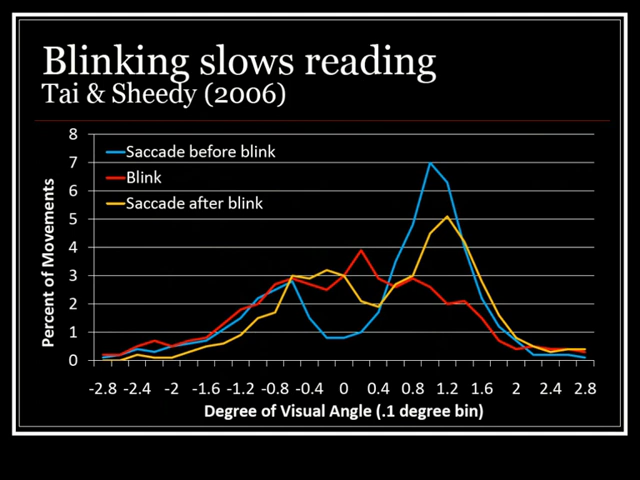 Blinking slows reading
Tai & Sheedy (2006)
8
7
6
5
4
3
2
1
0
Percent of Movements
Saccade before blink
Blink
Saccade after blink
-2.8 -2.4 -2 -1.6 -1.2 -0.8 -0.4 0 0.4 0.8 1.2 1.6 2 2.4 2.8
Degree of Visual Angle (.1 degree bin)